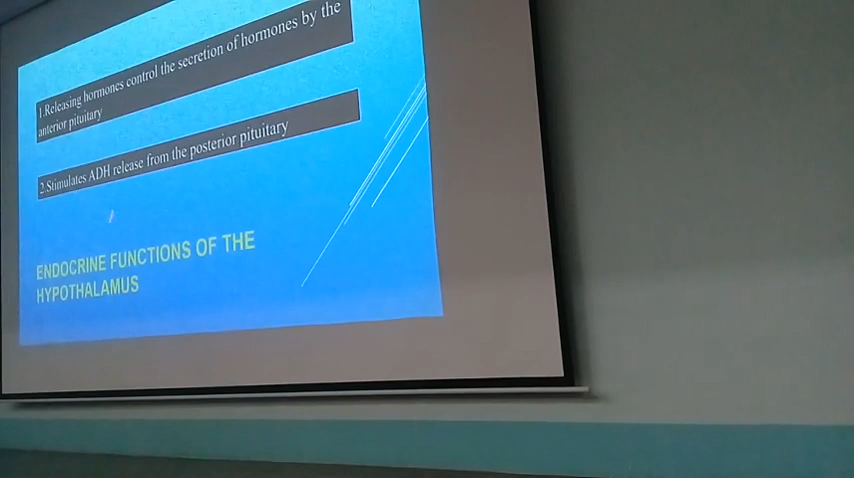 1.Releasing hormones control the secretion of hormones by the
anterior pituitary
2.Stimulates ADH release from the posterior pituitary
ENDOCRINE FUNCTIONS OF THE
HYPOTHALAMUS